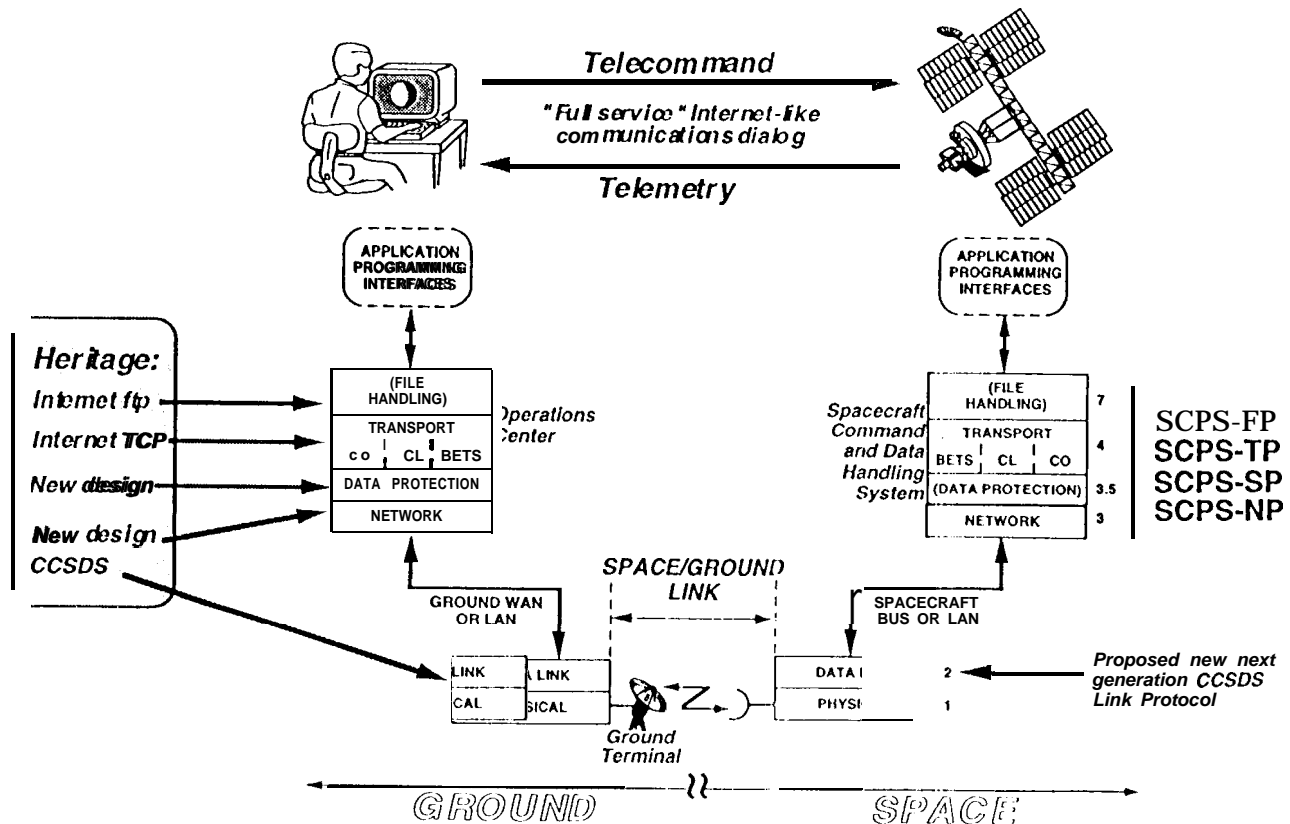 Telecommand
"Full service" Internet-like
communications dialog
Telemetry
APPLICATION
PROGRAMMING
INTERFACES
APPLICATION
PROGRAMMING
INTERFACES
Heritage:
Internet ftp
Internet TCP
New design
New design
CCSDS
(FILE
HANDLING)
TRANSPORT
CO CL BETS
DATA PROTECTION
NETWORK
Operations
Center
Spacecraft
Command
and Data
Handling
System
(FILE
HANDLING)
7
TRANSPORT
4
BETS CL CO
(DATA PROTECTION)
3.5
NETWORK
3
SCPS-FP
SCPS-TP
SCPS-SP
SCPS-NP
GROUND WAN
OR LAN
SPACE/GROUND
LINK
SPACECRAFT
BUS OR LAN
LINK
A LINK
CAL
SICAL
Ground
Terminal
DATA
2
PHYSI
1
Proposed new next
generation CCSDS
Link Protocol
GROUND
SPACE